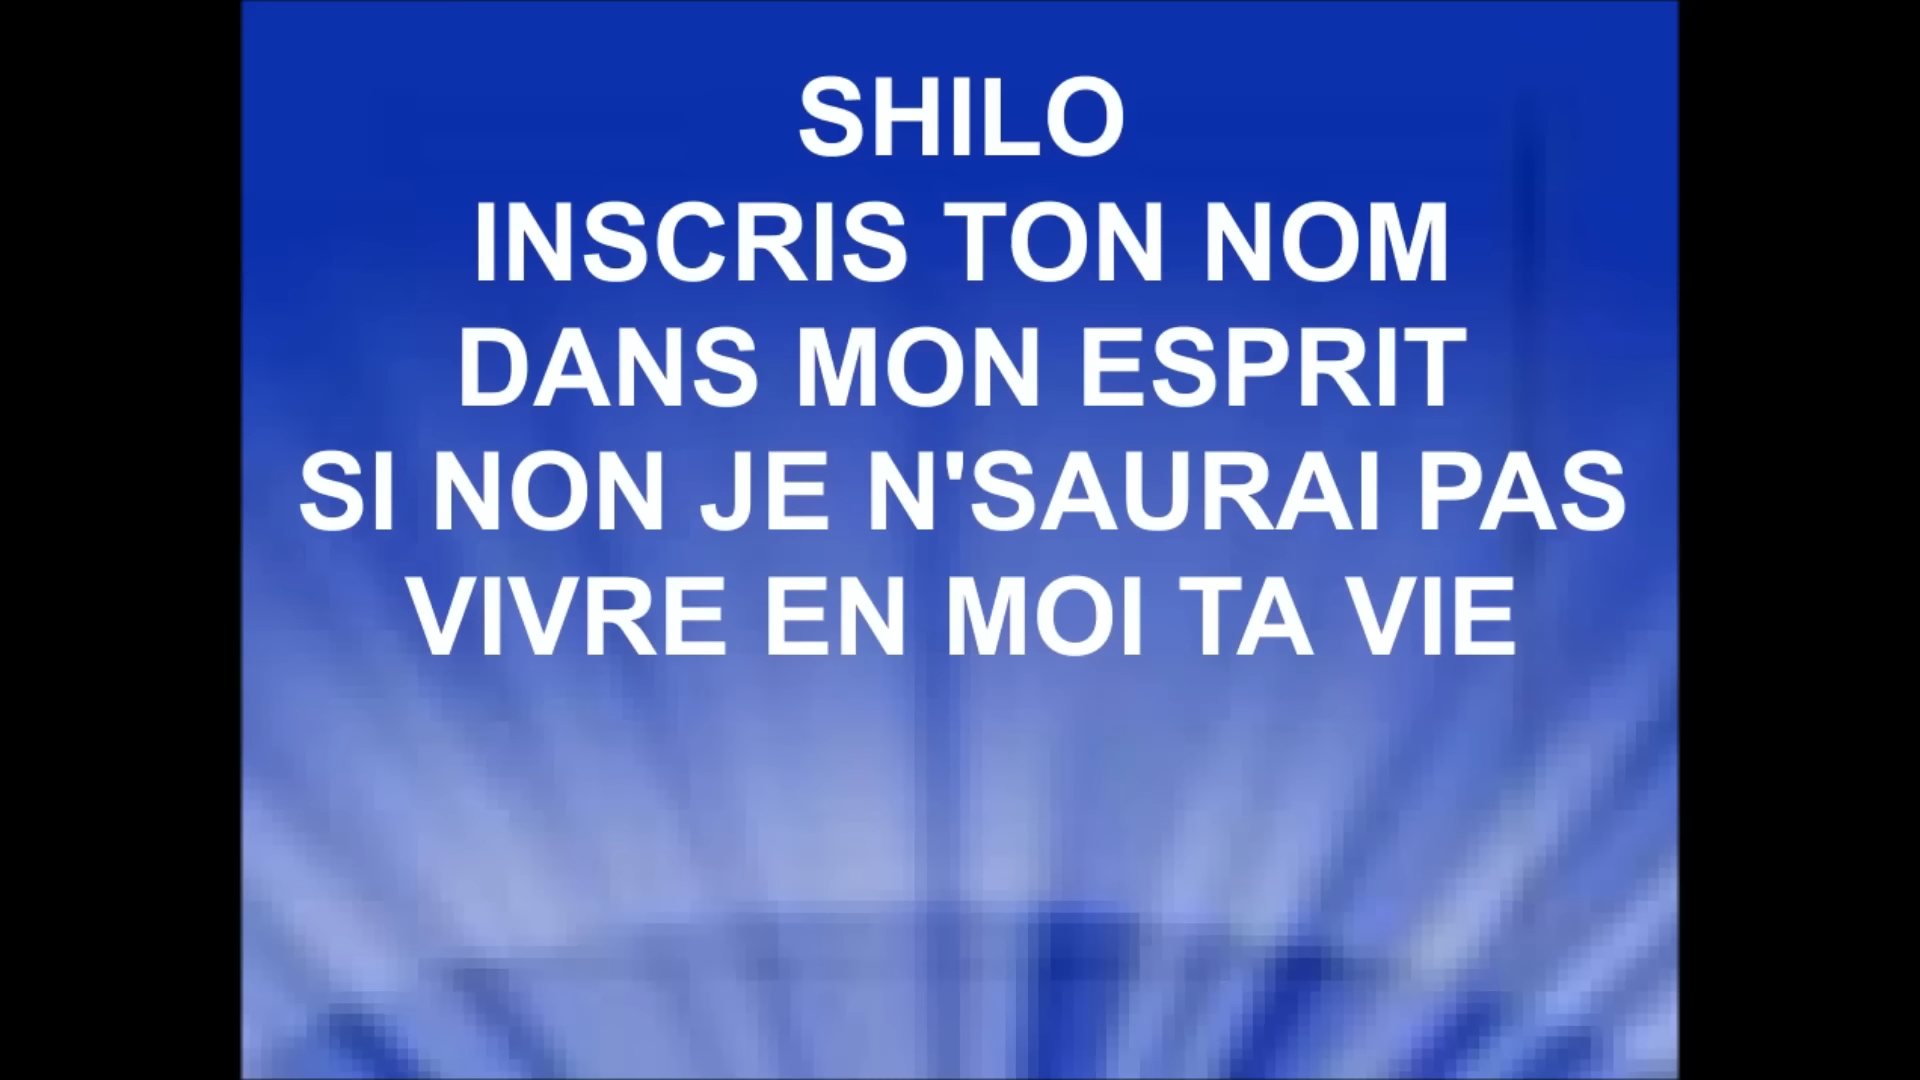 SHILO
INSCRIS TON NOM
DANS MON ESPRIT
SI NON JE N'SAURAI PAS
VIVRE EN MOI TA VIE